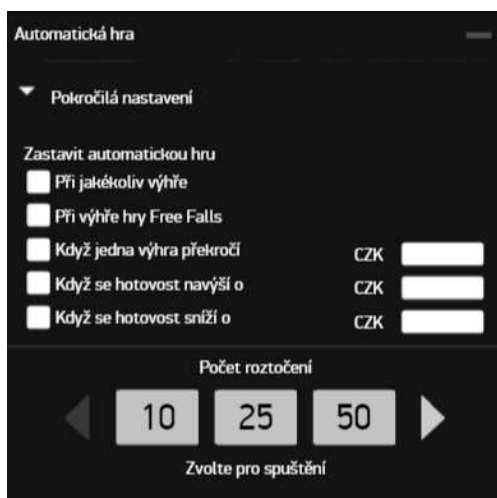 Automatická hra
Pokročilá nastavení
Zastavit automatickou hru
Při jakékoliv výhře
Při výhře hry Free Falls
Když jedna výhra překročí CZK
Když se hotovost navýší o CZK
Když se hotovost sníží o CZK
Počet roztočení
10 25 50
Zvolte pro spuštění